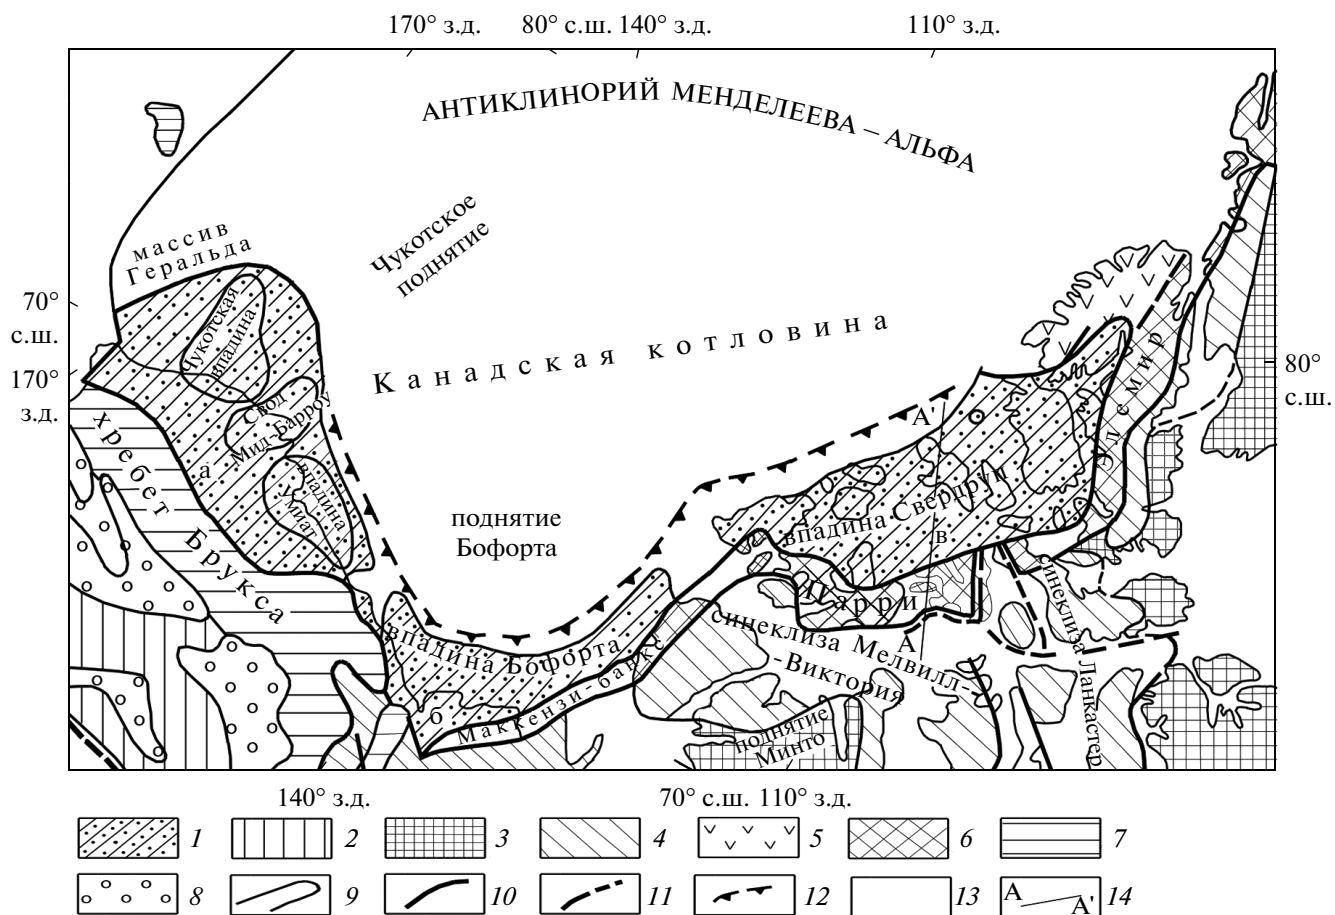 170° з.д.
80° с.ш.
140° з.д.
110° з.д.
АНТИКЛИНОРИЙ МЕНДЕЛЕЕВА – АЛЬФА
Чукотское
поднятие
массив
Геральда
70°
с.ш.
170°
з.д.
Чукотская
впадина
Канадская котловина
80°
с.ш.
Элсмир
Свод
Мид-Барроу
А'
хребет Брукса
а
впадина
Умиат
впадина Свердруп
в
поднятие
Бофорта
Парри
синеклиза Ланкастер
впадина Бофорта
синеклиза Мелвилл-
-Виктория
А
б
Маккензи-банке
поднятие
Минто
140° з.д.
70° с.ш.
110° з.д.
1
2
3
4
5
6
7
8
9
10
11
12
13
А А' 14